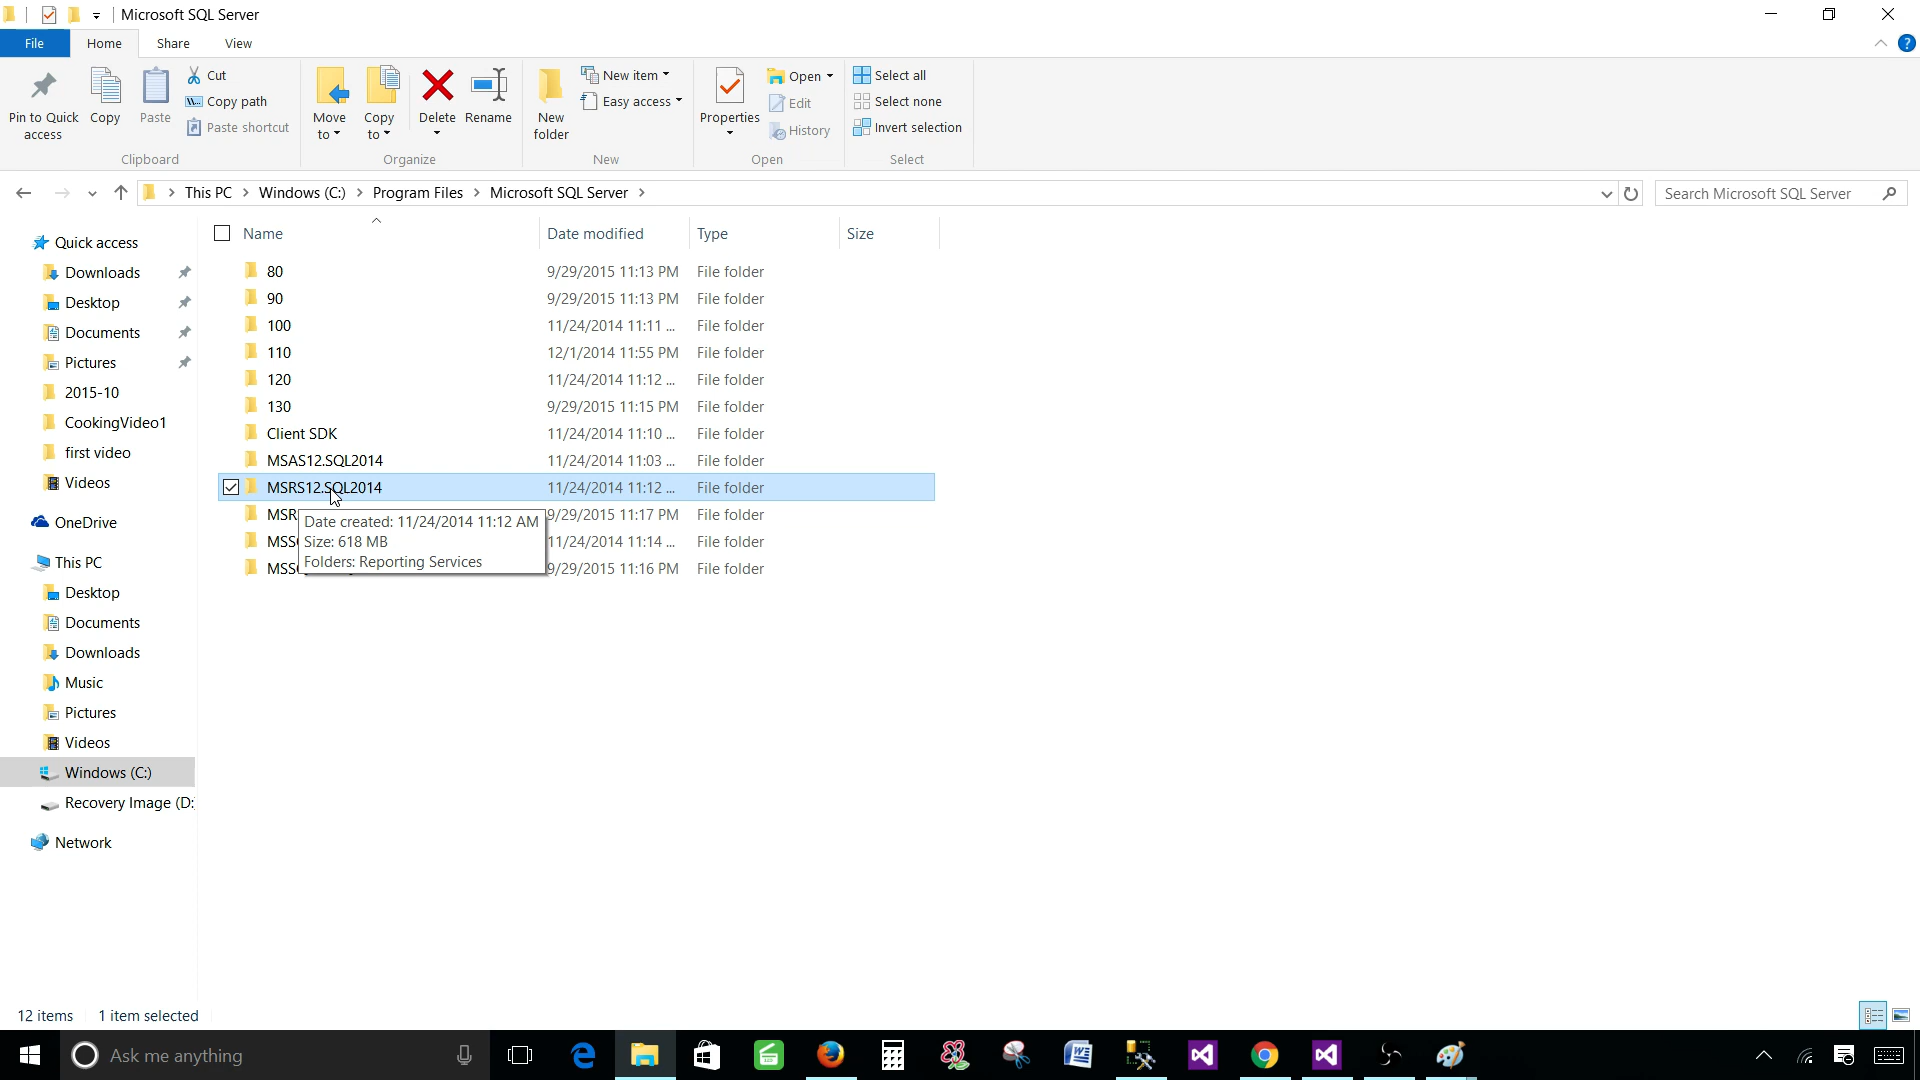 Microsoft SQL Server
File Home Share View
Pin to Quick access
Copy
Paste
Cut
Copy path
Paste shortcut
Clipboard
Move to
Copy to
Delete
Rename
Organize
New folder
New item
Easy access
New
Properties
Open
Edit
History
Open
Select all
Select none
Invert selection
Select
This PC > Windows (C:) > Program Files > Microsoft SQL Server >
Search Microsoft SQL Server
Quick access
Downloads
Desktop
Documents
Pictures
2015-10
CookingVideo1
first video
Videos
OneDrive
This PC
Desktop
Documents
Downloads
Music
Pictures
Videos
Windows (C:)
Recovery Image (D:
Network
Name Date modified Type Size
80 9/29/2015 11:13 PM File folder
90 9/29/2015 11:13 PM File folder
100 11/24/2014 11:11 ... File folder
110 12/1/2014 11:55 PM File folder
120 11/24/2014 11:12 ... File folder
130 9/29/2015 11:15 PM File folder
Client SDK 11/24/2014 11:10 ... File folder
MSAS12.SQL2014 11/24/2014 11:03 ... File folder
MSRS12.SQL2014 11/24/2014 11:12 ... File folder
MSR 9/29/2015 11:17 PM File folder
MSS 11/24/2014 11:14 ... File folder
MSS 9/29/2015 11:16 PM File folder
Date created: 11/24/2014 11:12 AM
Size: 618 MB
Folders: Reporting Services
12 items 1 item selected
Ask me anything